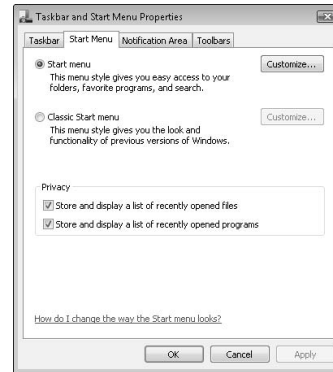 Taskbar and Start Menu Properties
Taskbar Start Menu Notification Area Toolbars
Start menu
Customize...
This menu style gives you easy access to your
folders, favorite programs, and search.
Classic Start menu
Customize...
This menu style gives you the look and
functionality of previous versions of Windows.
Privacy
Store and display a list of recently opened files
Store and display a list of recently opened programs
How do I change the way the Start menu looks?
OK Cancel Apply